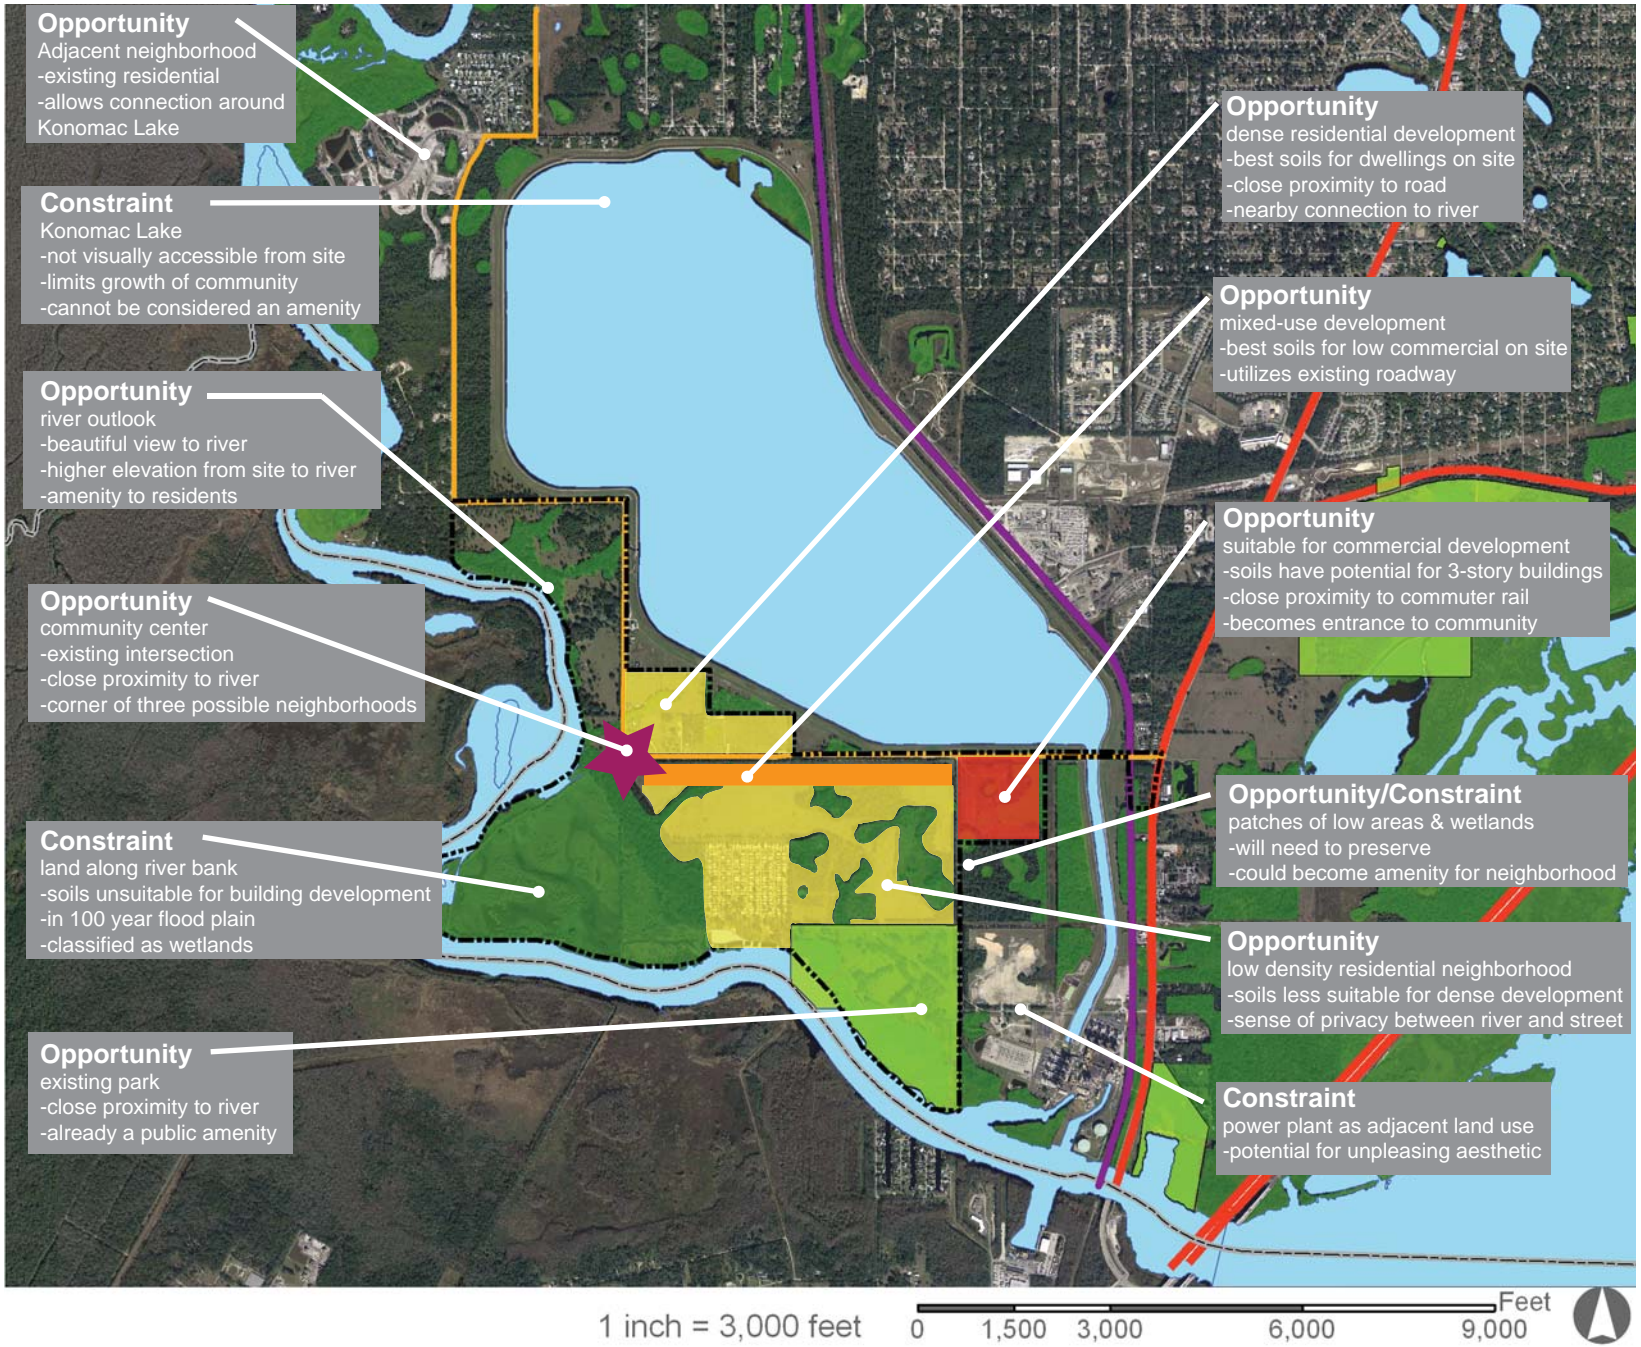 Opportunity
Adjacent neighborhood
-existing residential
-allows connection around
Konomac Lake
Constraint
Konomac Lake
-not visually accessible from site
-limits growth of community
-cannot be considered an amenity
Opportunity
river outlook
-beautiful view to river
-higher elevation from site to river
-amenity to residents
Opportunity
community center
-existing intersection
-close proximity to river
-corner of three possible neighborhoods
Constraint
land along river bank
-soils unsuitable for building development
-in 100 year flood plain
-classified as wetlands
Opportunity
existing park
-close proximity to river
-already a public amenity
Opportunity
dense residential development
-best soils for dwellings on site
-close proximity to road
-nearby connection to river
Opportunity
mixed-use development
-best soils for low commercial on site
-utilizes existing roadway
Opportunity
suitable for commercial development
-soils have potential for 3-story buildings
-close proximity to commuter rail
-becomes entrance to community
Opportunity/Constraint
patches of low areas & wetlands
-will need to preserve
-could become amenity for neighborhood
Opportunity
low density residential neighborhood
-soils less suitable for dense development
-sense of privacy between river and street
Constraint
power plant as adjacent land use
-potential for unpleasing aesthetic
1 inch = 3,000 feet
Feet
0 1,500 3,000 6,000 9,000